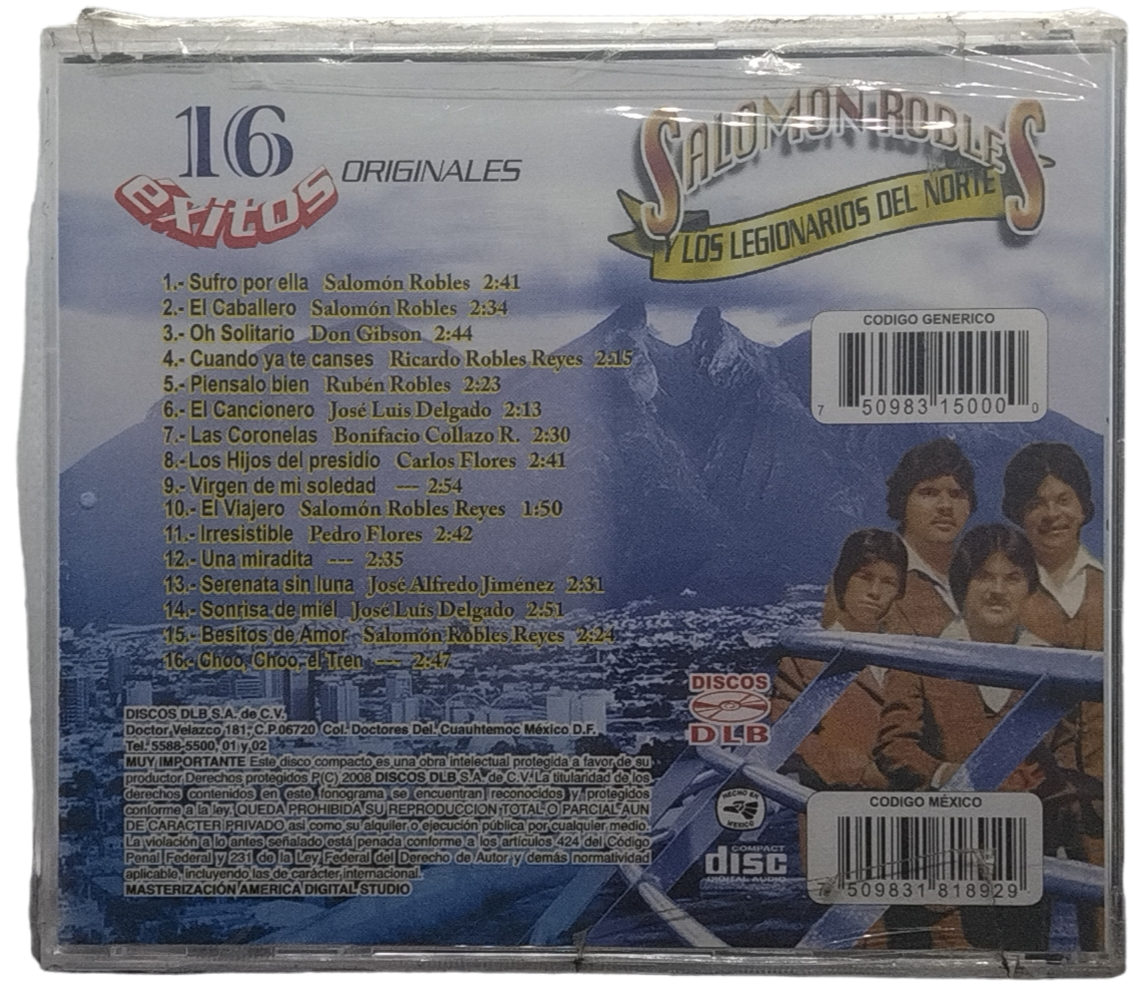 16
éxitos
ORIGINALES
SALOMON ROBLES
Y LOS LEGIONARIOS DEL NORTE
1.- Sufro por ella Salomón Robles 2:41
2.- El Caballero Salomón Robles 2:34
3.- Oh Solitario Don Gibson 2:44
4.- Cuando ya te canses Ricardo Robles Reyes 2:15
5.- Piensalo bien Rubén Robles 2:23
6.- El Cancionero José Luis Delgado 2:13
7.- Las Coronelas Bonifacio Collazo R. 2:30
8.- Los Hijos del presidio Carlos Flores 2:41
9.- Virgen de mi soledad --- 2:54
10.- El Viajero Salomón Robles Reyes 1:50
11.- Irresistible Pedro Flores 2:42
12.- Una miradita --- 2:35
13.- Serenata sin luna José Alfredo Jiménez 2:31
14.- Sonrisa de miel José Luis Delgado 2:51
15.- Besitos de Amor Salomón Robles Reyes 2:24
16.- Choo, Choo, el Tren --- 2:47
CODIGO GENERICO
7 50983 15000 0
DISCOS DLB S.A. de C.V.
Doctor Velazco 181, C.P.06720 Col. Doctores Del. Cuauhtemoc México D.F.
Tel. 5588-5500, 01 y 02
MUY IMPORTANTE Este disco compacto es una obra intelectual protegida a favor de su
productor Derechos protegidos P(C) 2008 DISCOS DLB S.A. de C.V. La titularidad de los
derechos contenidos en este fonograma se encuentran reconocidos y protegidos
conforme a la ley. QUEDA PROHIBIDA SU REPRODUCCION TOTAL O PARCIAL AUN
DE CARACTER PRIVADO así como su alquiler o ejecución pública por cualquier medio.
La violación a lo antes señalado está penada conforme a los artículos 424 del Código
Penal Federal y 231 de la Ley Federal del Derecho de Autor y demás normatividad
aplicable, incluyendo las de carácter internacional.
MASTERIZACIÓN AMERICA DIGITAL STUDIO
DISCOS
DLB
HECHO EN
MEXICO
COMPACT
disc
DIGITAL AUDIO
CODIGO MÉXICO
7 509831 818929